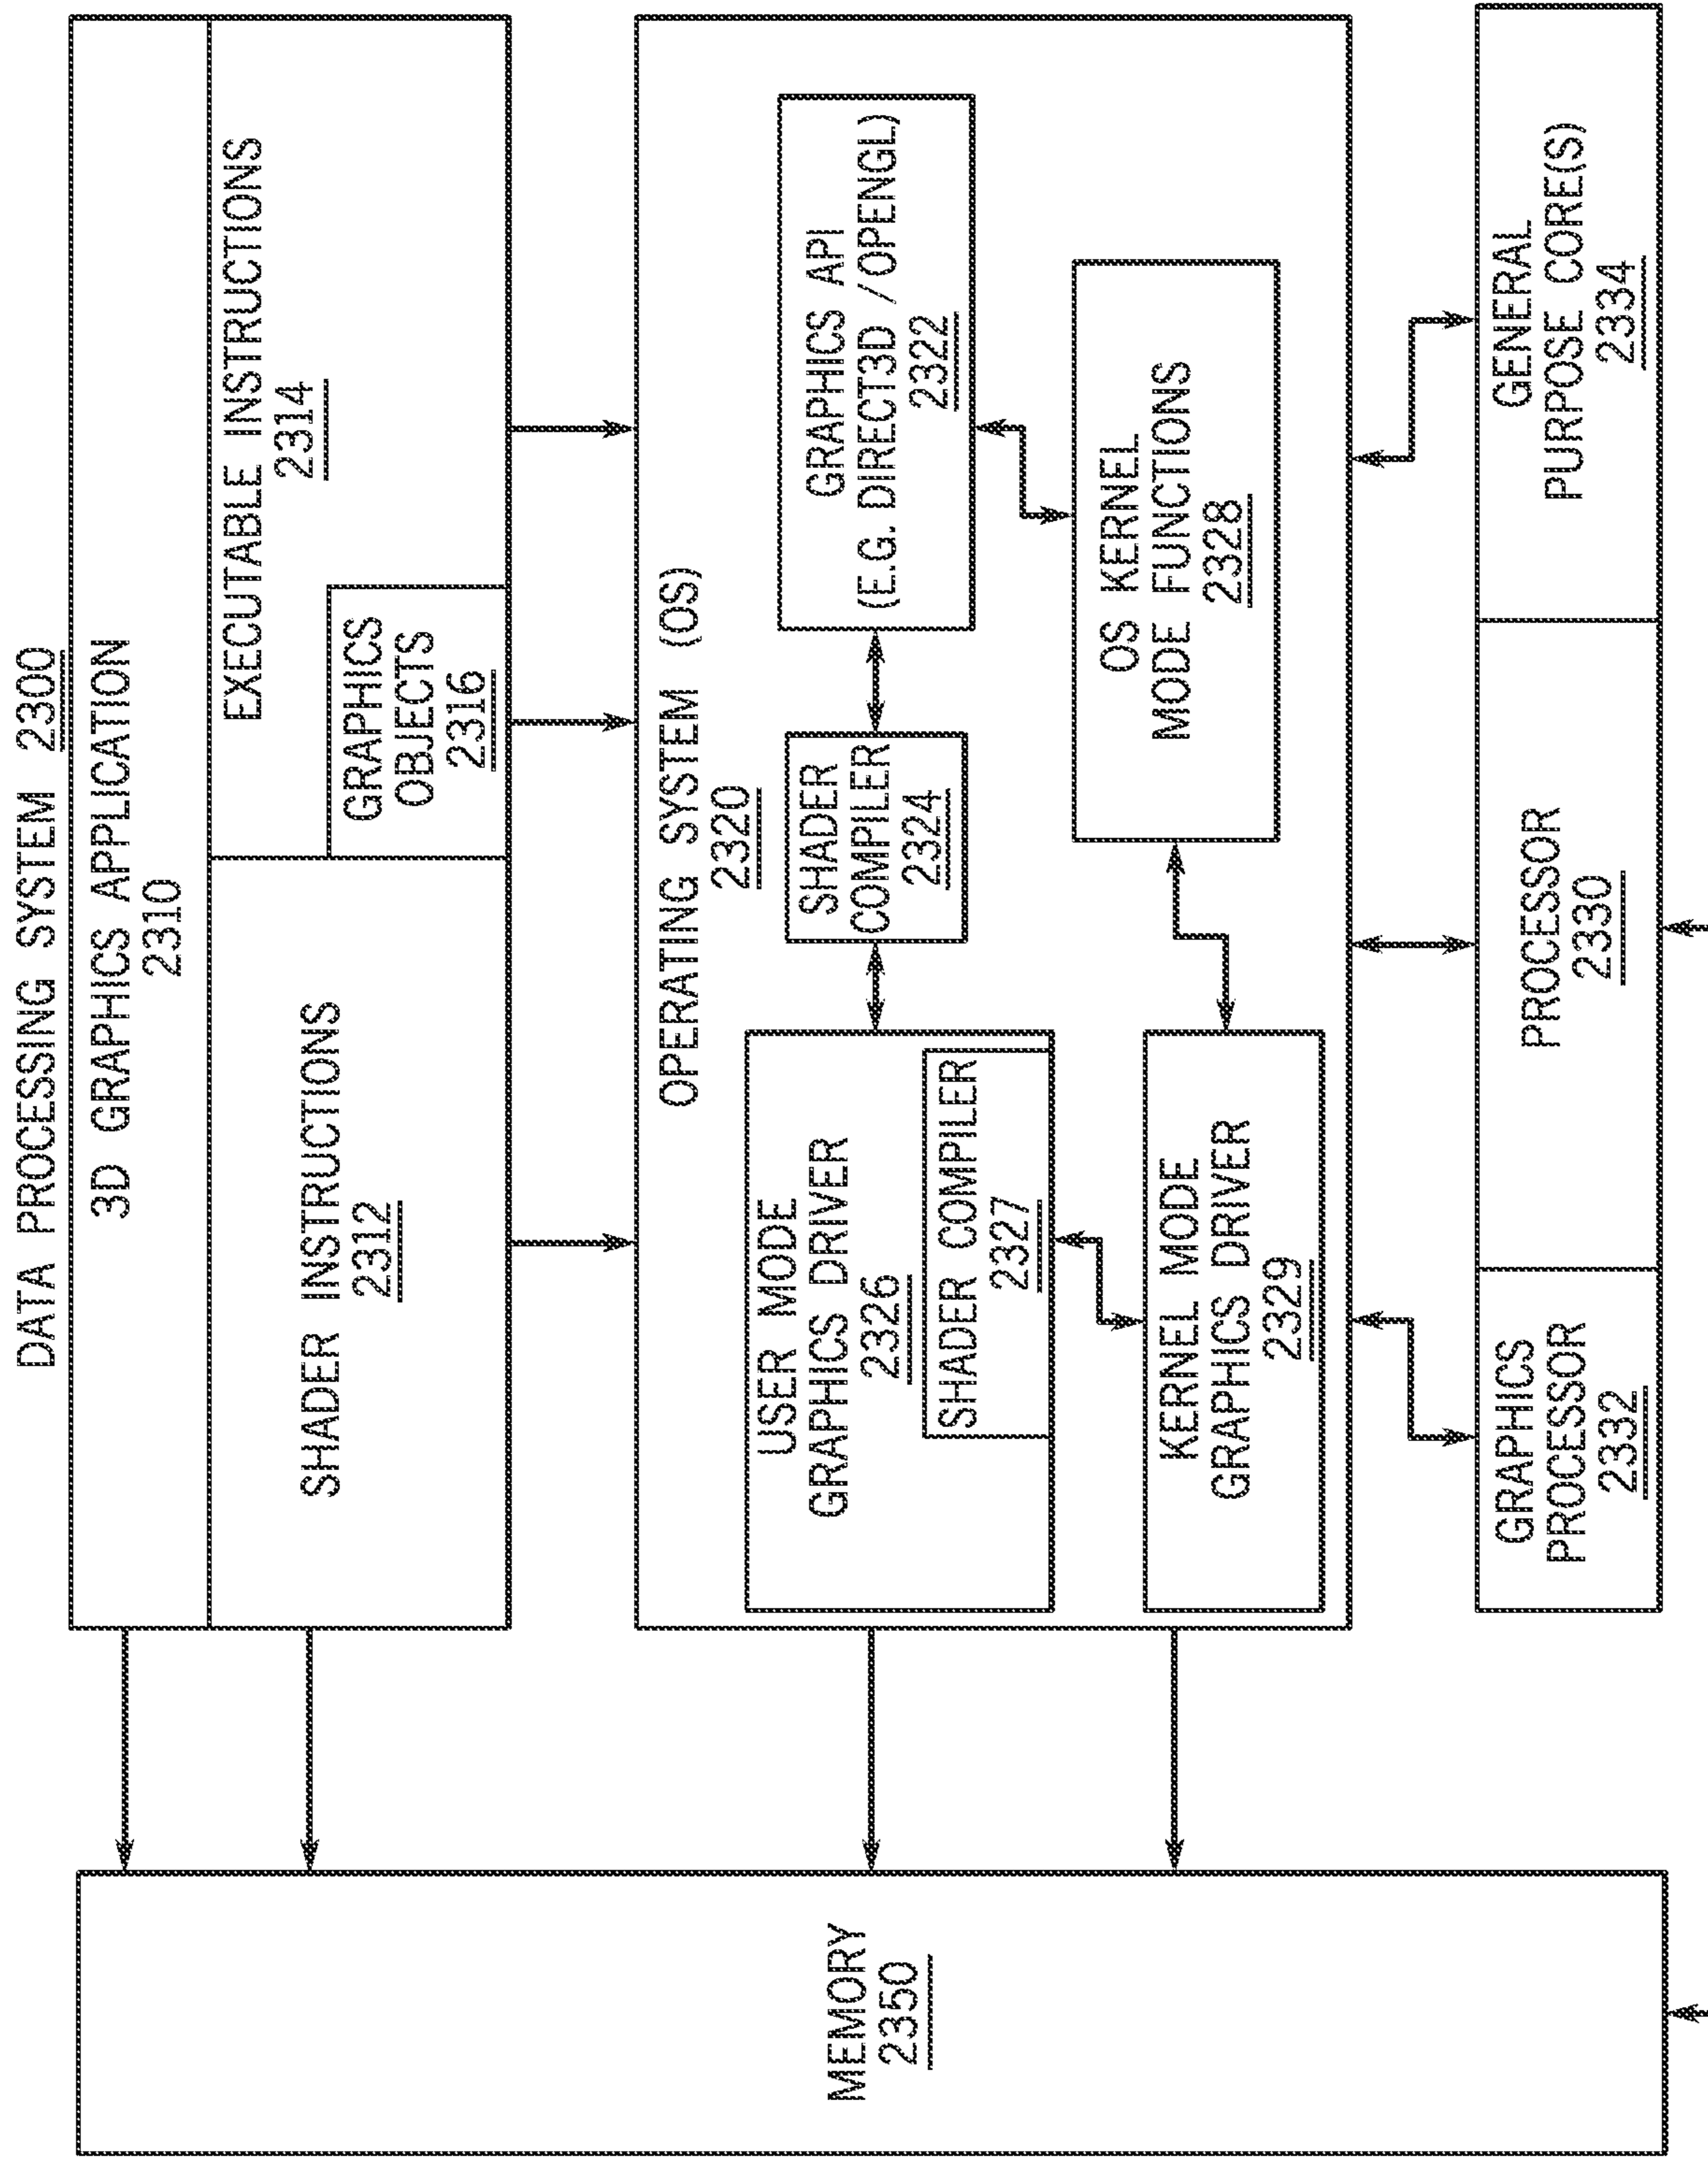 DATA PROCESSING SYSTEM 2300
3D GRAPHICS APPLICATION
2310
SHADER INSTRUCTIONS
2312
EXECUTABLE INSTRUCTIONS
2314
GRAPHICS
OBJECTS
2316
OPERATING SYSTEM (OS)
2320
USER MODE
GRAPHICS DRIVER
2326
SHADER COMPILER
2327
SHADER
COMPILER
2324
GRAPHICS API
(E.G. DIRECT3D /OPENGL)
2322
KERNEL MODE
GRAPHICS DRIVER
2329
OS KERNEL
MODE FUNCTIONS
2328
GRAPHICS
PROCESSOR
2332
PROCESSOR
2330
GENERAL
PURPOSE CORE(S)
2334
MEMORY
2350